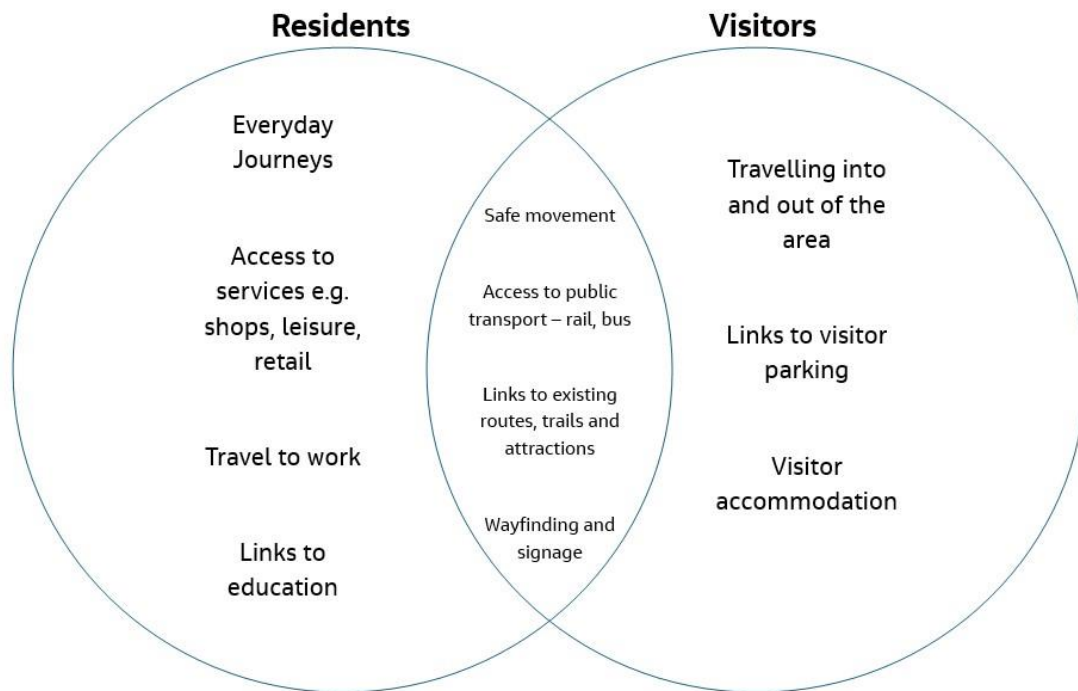 Residents
Visitors
Everyday
Journeys
Access to
services e.g.
shops, leisure,
retail
Travel to work
Links to
education
Safe movement
Access to public
transport – rail, bus
Links to existing
routes, trails and
attractions
Wayfinding and
signage
Travelling into
and out of the
area
Links to visitor
parking
Visitor
accommodation